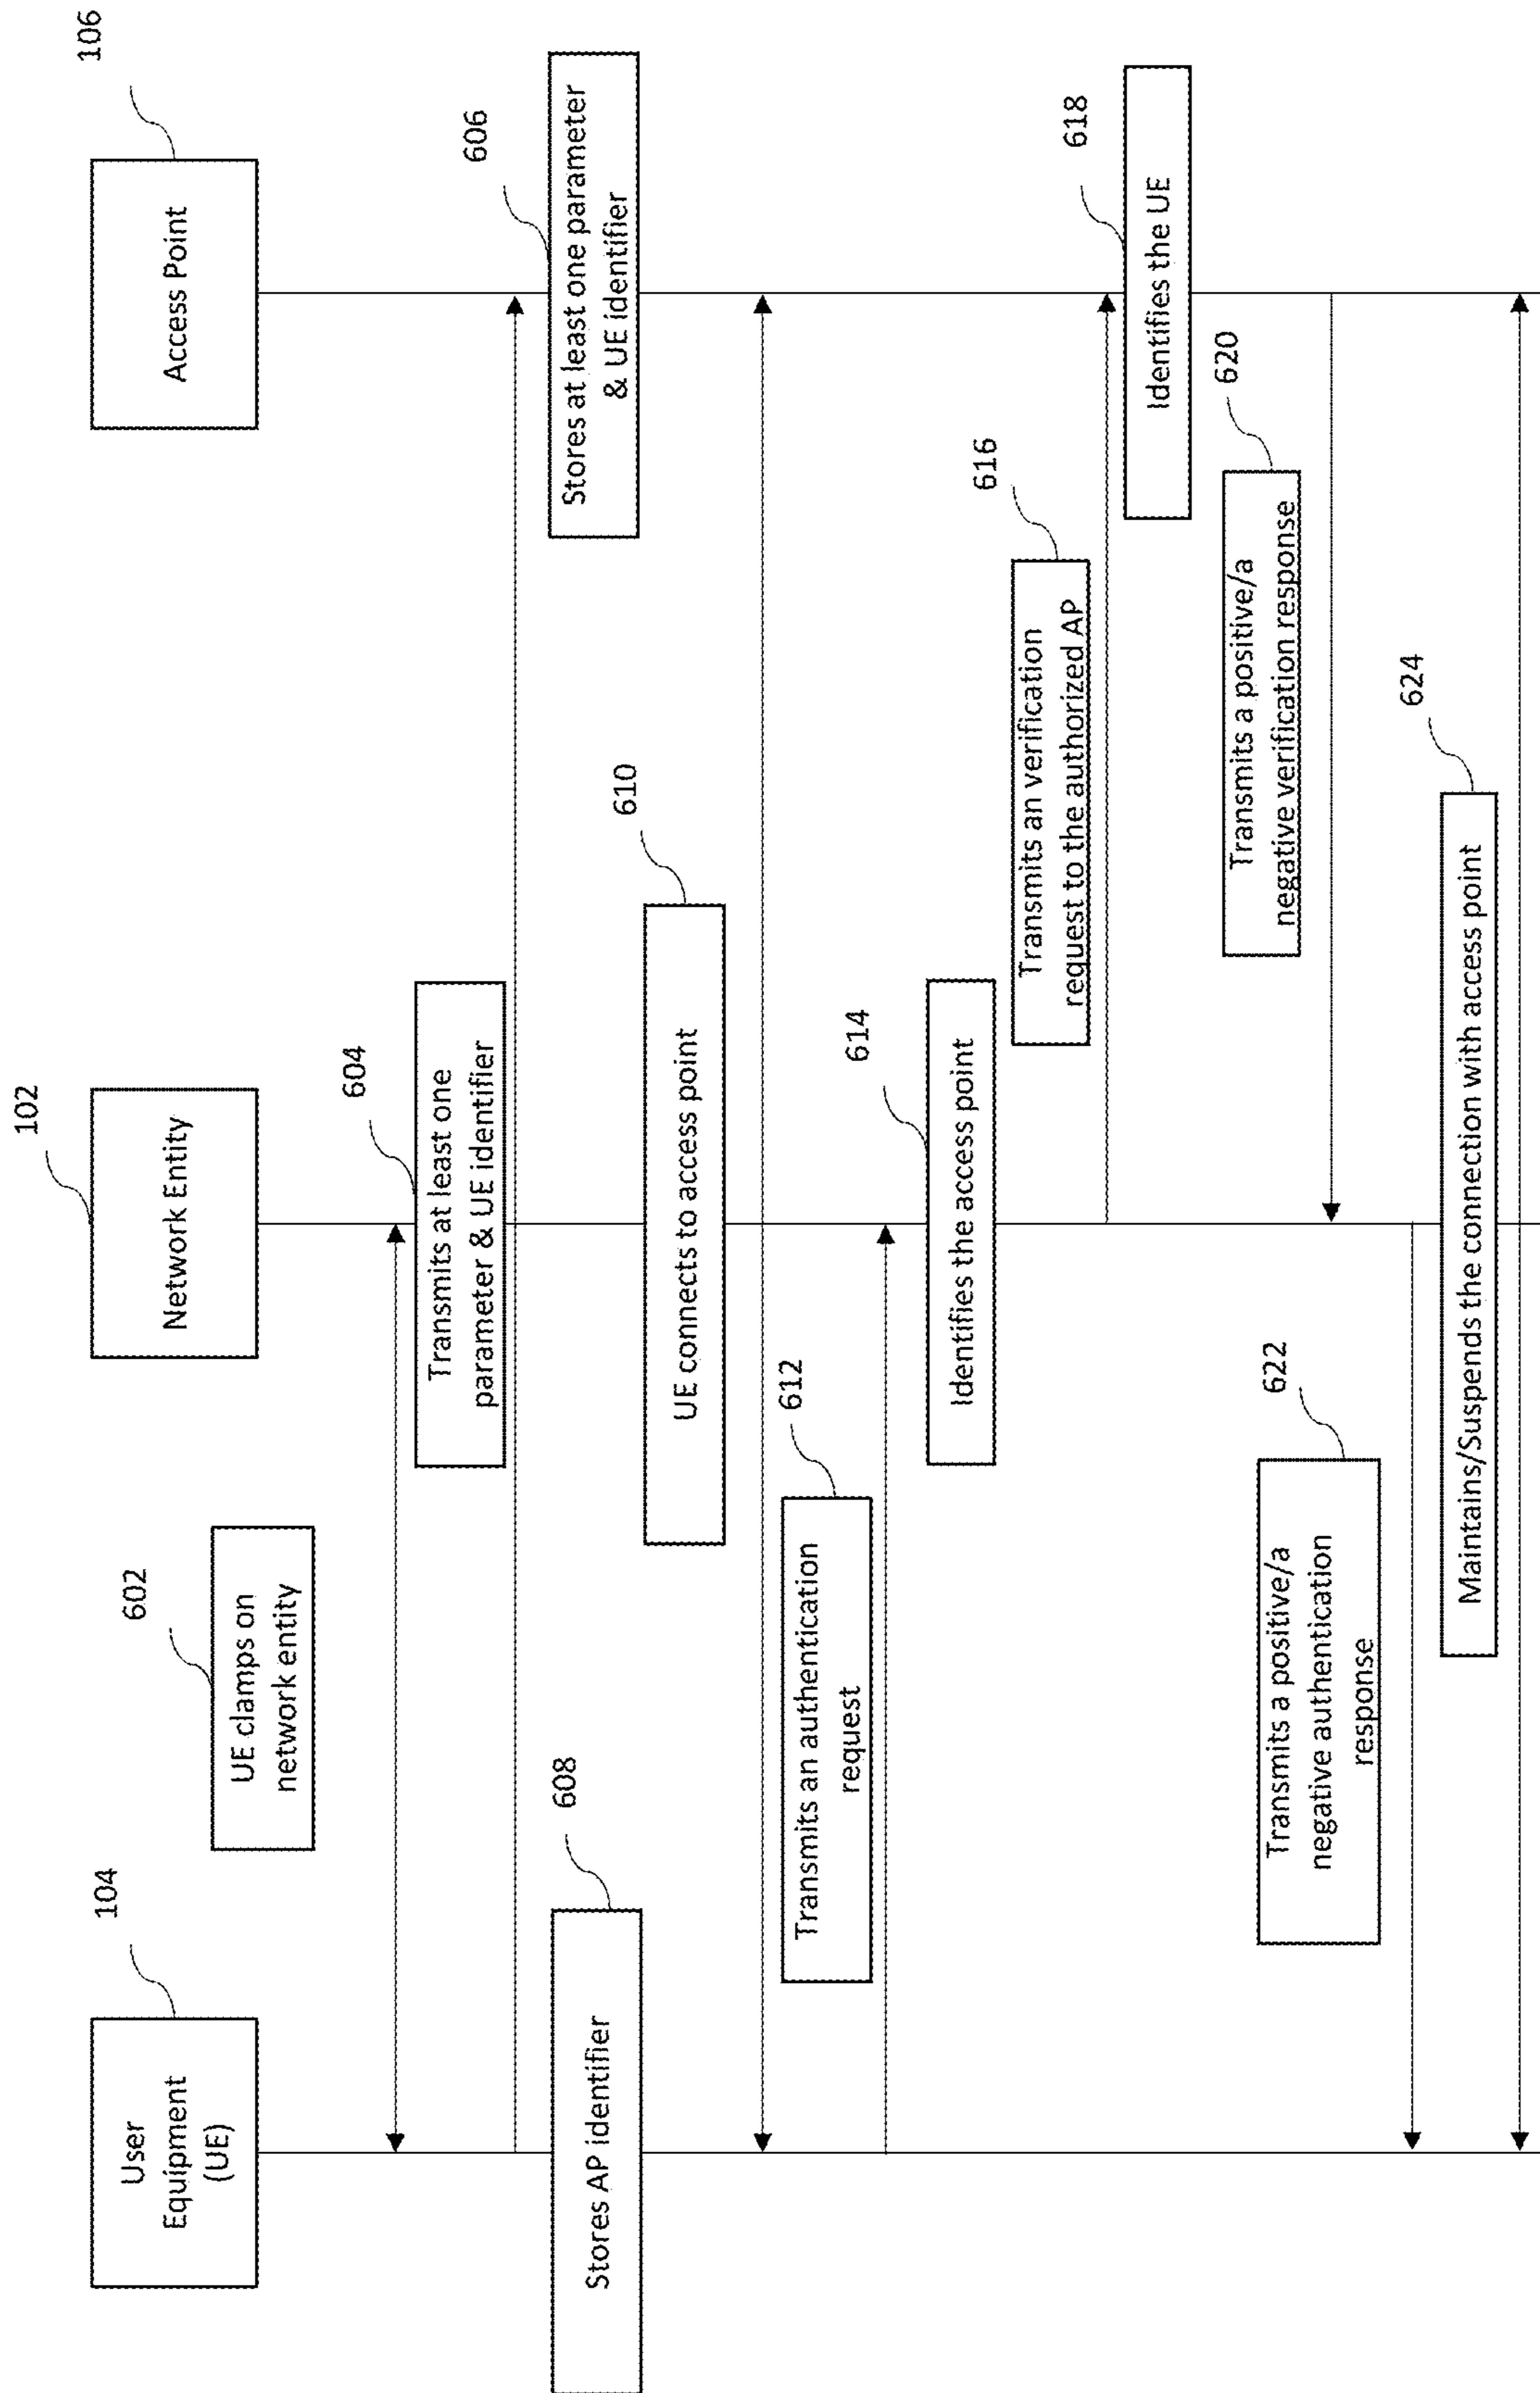 104
User
Equipment
(UE)
102
Network Entity
106
Access Point
602
UE clamps on
network entity
604
Transmits at least one
parameter & UE identifier
606
Stores at least one parameter
& UE identifier
608
Stores AP identifier
610
UE connects to access point
612
Transmits an authentication
request
614
Identifies the access point
616
Transmits an verification
request to the authorized AP
618
Identifies the UE
620
Transmits a positive/a
negative verification response
622
Transmits a positive/a
negative authentication
response
624
Maintains/Suspends the connection with access point